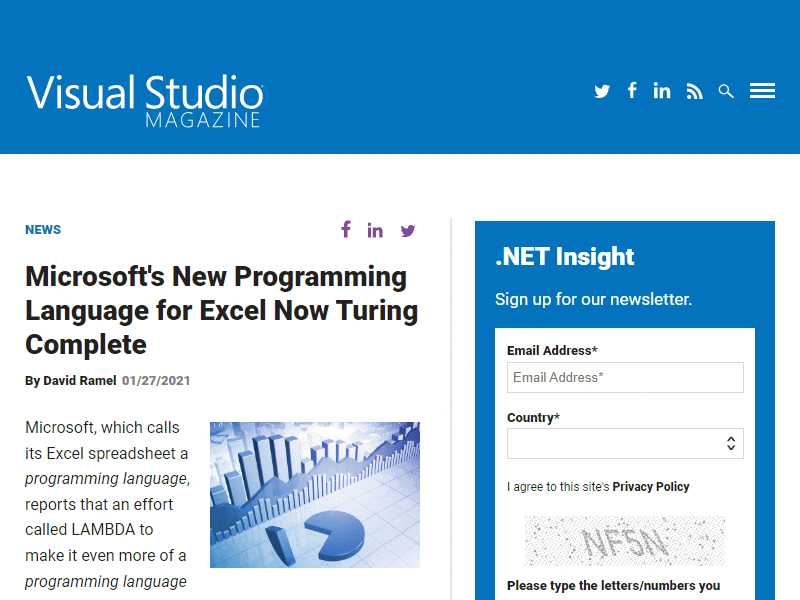 Visual Studio
MAGAZINE
NEWS
Microsoft's New Programming
Language for Excel Now Turing
Complete
By David Ramel 01/27/2021
Microsoft, which calls
its Excel spreadsheet a
programming language,
reports that an effort
called LAMBDA to
make it even more of a
programming language
.NET Insight
Sign up for our newsletter.
Email Address*
Email Address*
Country*
I agree to this site's Privacy Policy
NF5N
Please type the letters/numbers you